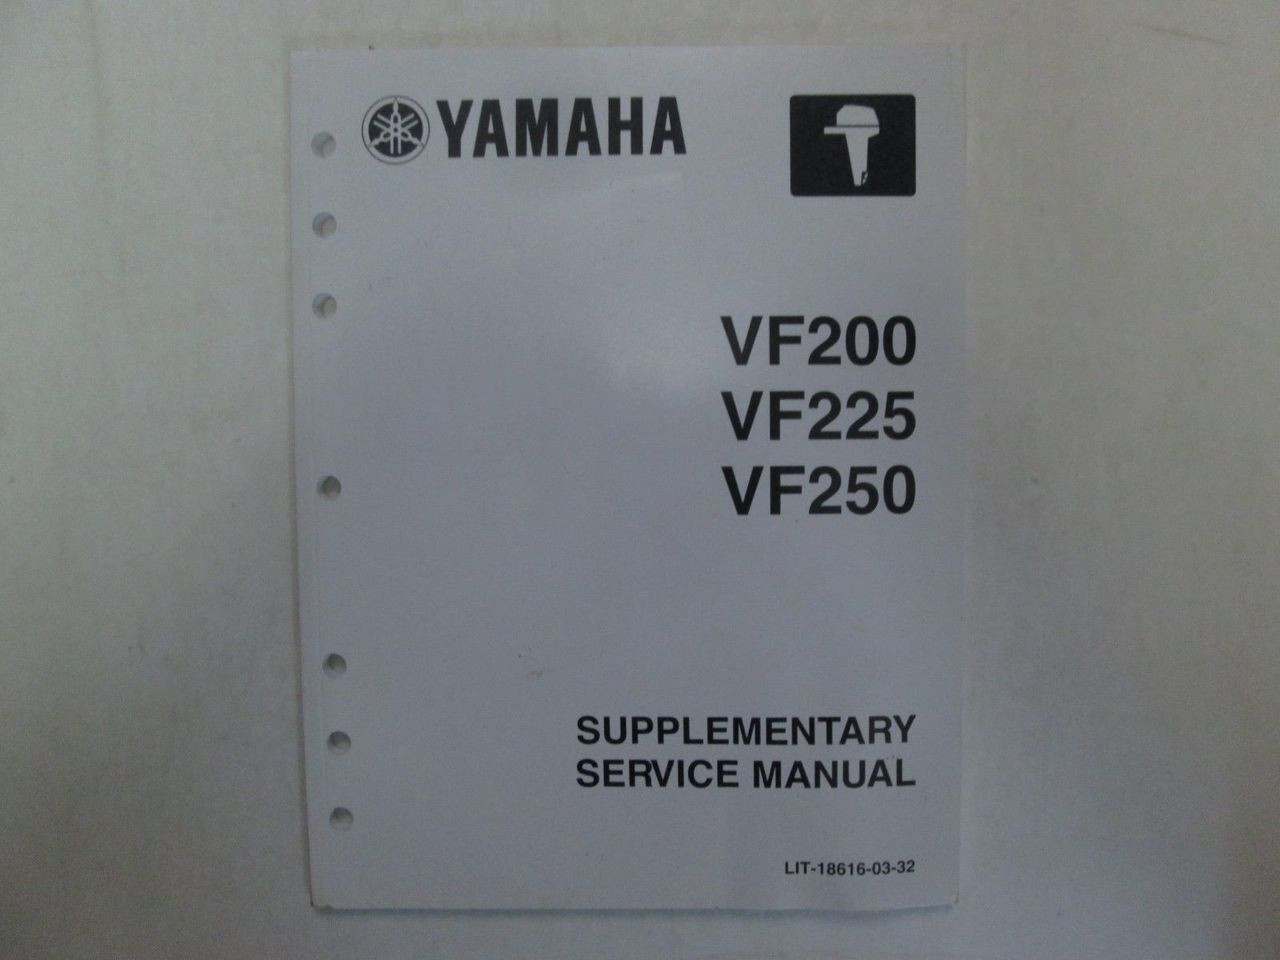 YAMAHA
VF200
VF225
VF250
SUPPLEMENTARY
SERVICE MANUAL
LIT-18616-03-32